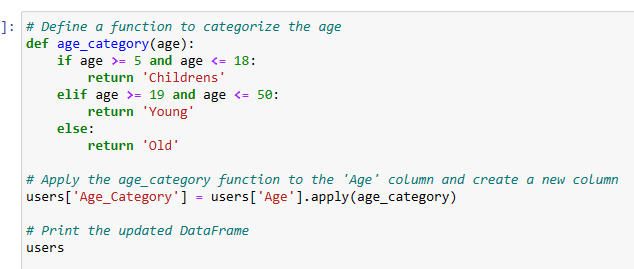 ]: # Define a function to categorize the age
def age_category(age):
    if age >= 5 and age <= 18:
        return 'Childrens'
    elif age >= 19 and age <= 50:
        return 'Young'
    else:
        return 'Old'

# Apply the age_category function to the 'Age' column and create a new column
users['Age_Category'] = users['Age'].apply(age_category)

# Print the updated DataFrame
users